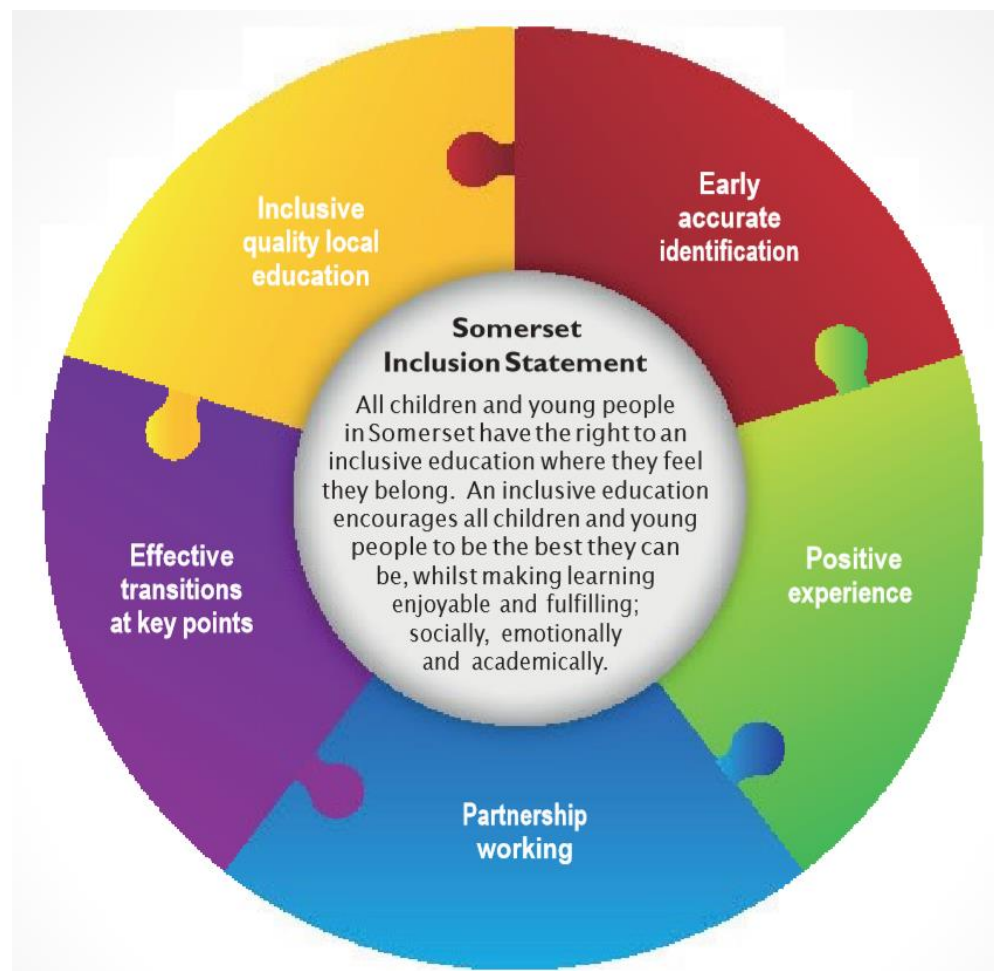 Inclusive
quality local
education
Early
accurate
identification
Somerset
Inclusion Statement
All children and young people
in Somerset have the right to an
inclusive education where they feel
they belong.  An inclusive education
encourages all children and young
people to be the best they can
be, whilst making learning
enjoyable and fulfilling;
socially, emotionally
and academically.
Positive
experience
Effective
transitions
at key points
Partnership
working